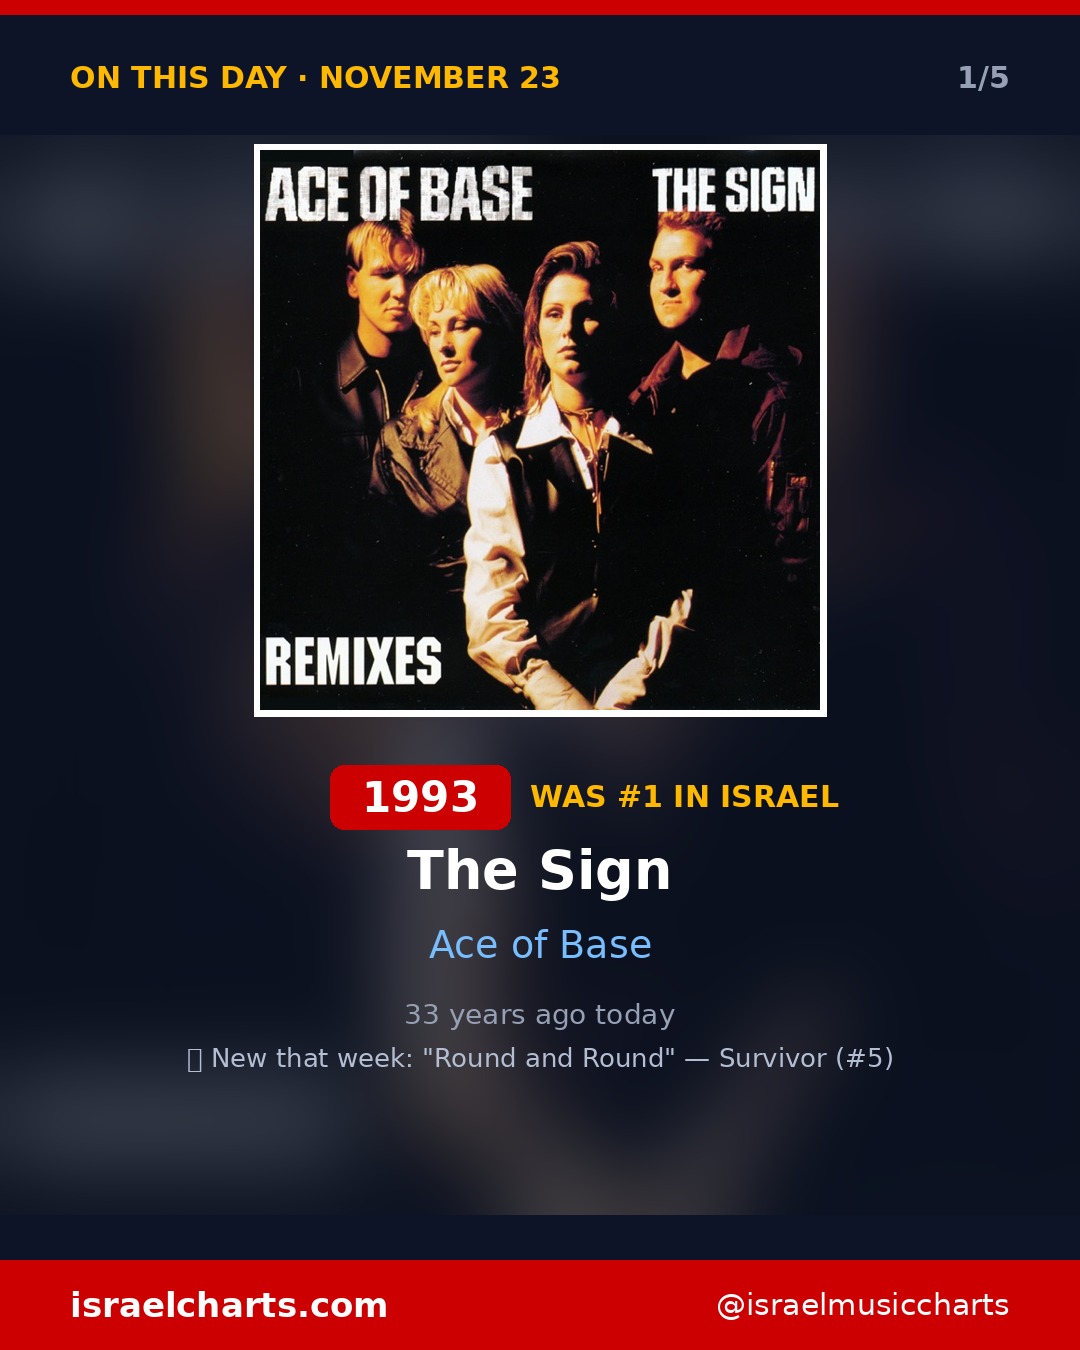 ON THIS DAY · NOVEMBER 23
1/5
ACE OF BASE
THE SIGN
REMIXES
1993
WAS #1 IN ISRAEL
The Sign
Ace of Base
33 years ago today
New that week: "Round and Round" — Survivor (#5)
israelcharts.com
@israelmusiccharts